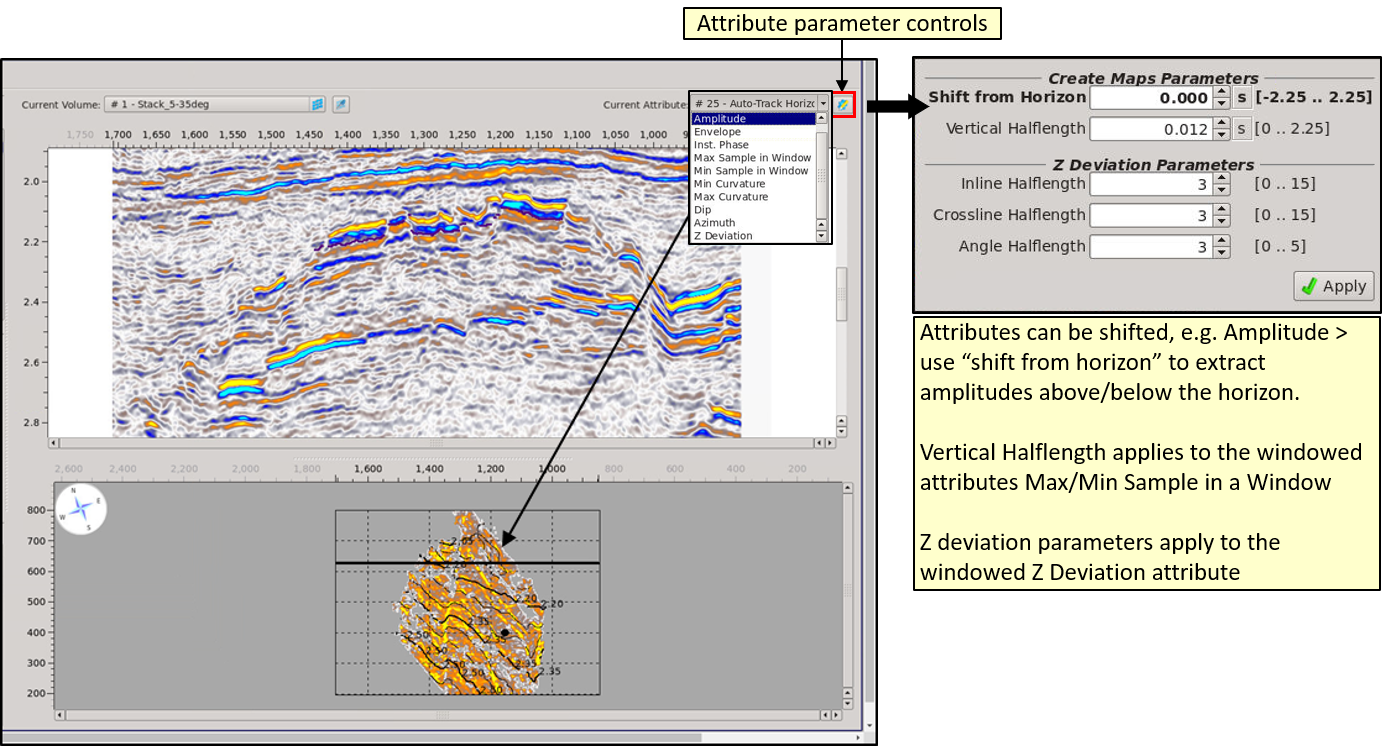 Attribute parameter controls
Current Volume: # 1 - Stack_5-35deg
Current Attribute: # 25 - Auto-Track Horizo
1,750 1,700 1,650 1,600 1,550 1,500 1,450 1,400 1,350 1,300 1,250 1,200 1,150 1,100 1,050 1,000
Amplitude
Envelope
Inst. Phase
Max Sample in Window
Min Sample in Window
Min Curvature
Max Curvature
Dip
Azimuth
Z Deviation
2.0
2.2
2.4
2.6
2.8
2,600 2,400 2,200 2,000 1,800 1,600 1,400 1,200 1,000 800 600 400 200
N
E
W
S
800
700
600
500
400
300
200
2.20
2.20
2.35
2.50
2.50
2.35
2.35
2.50
2.50
Create Maps Parameters
Shift from Horizon 0.000 s [-2.25 .. 2.25]
Vertical Halflength 0.012 s [0 .. 2.25]
Z Deviation Parameters
Inline Halflength 3 [0 .. 15]
Crossline Halflength 3 [0 .. 15]
Angle Halflength 3 [0 .. 5]
Apply
Attributes can be shifted, e.g. Amplitude >
use “shift from horizon” to extract
amplitudes above/below the horizon.
Vertical Halflength applies to the windowed
attributes Max/Min Sample in a Window
Z deviation parameters apply to the
windowed Z Deviation attribute